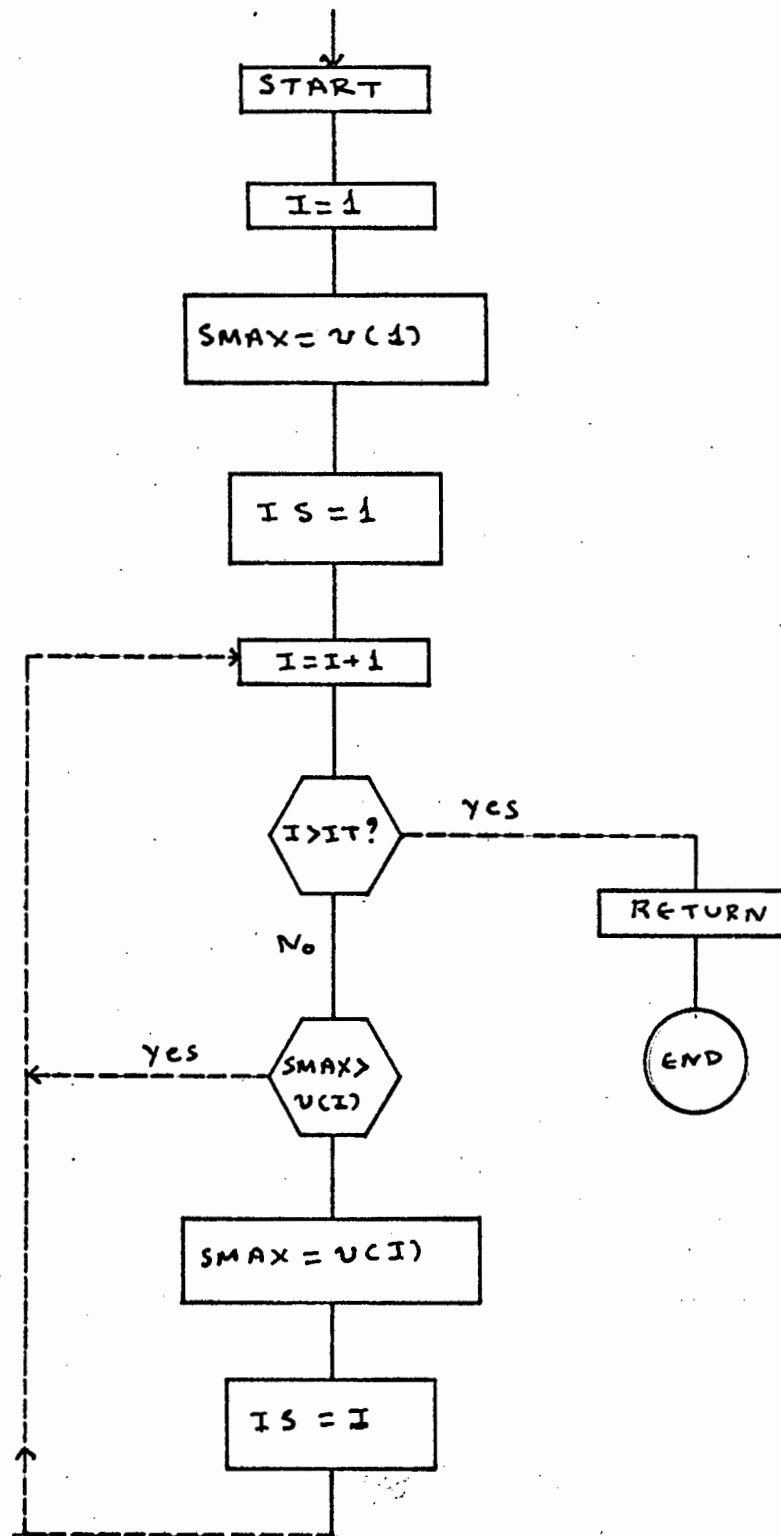 START
I=1
SMAX = v(1)
IS = 1
I=I+1
I>IT?
yes
RETURN
No
END
yes
SMAX>
v(I)
SMAX = v(I)
IS = I